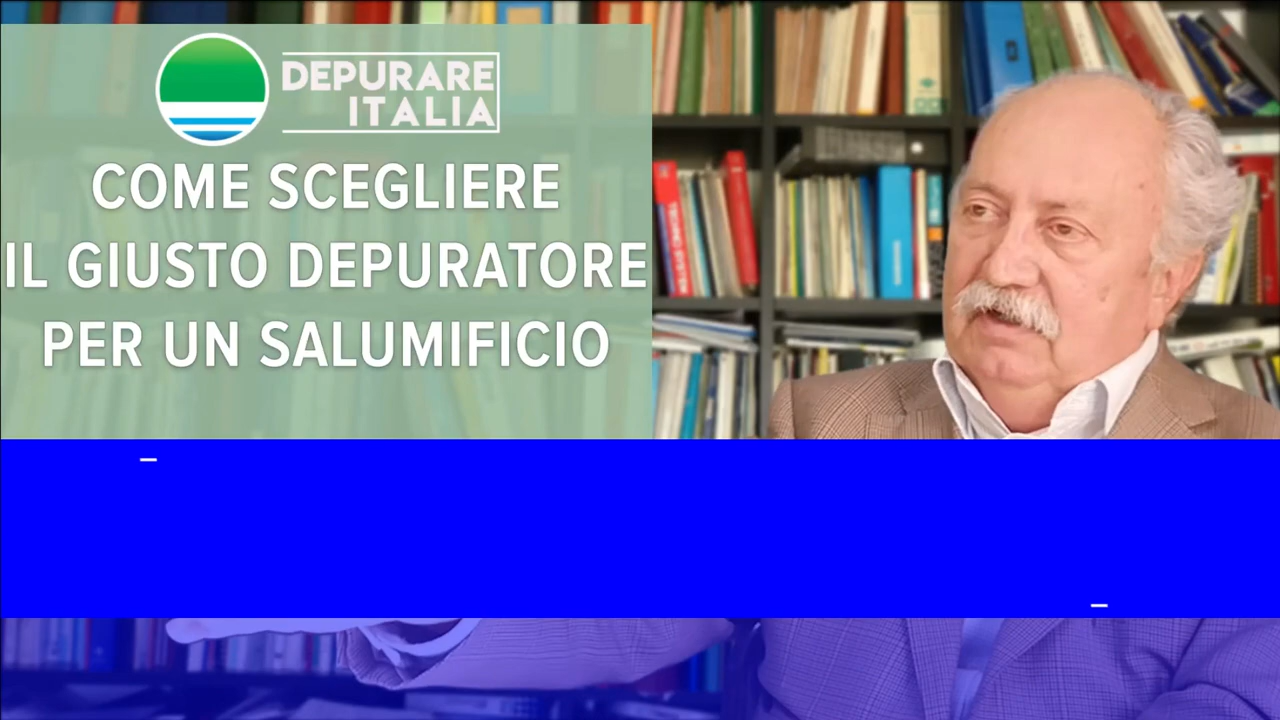 DEPURARE
ITALIA
COME SCEGLIERE
IL GIUSTO DEPURATORE
PER UN SALUMIFICIO